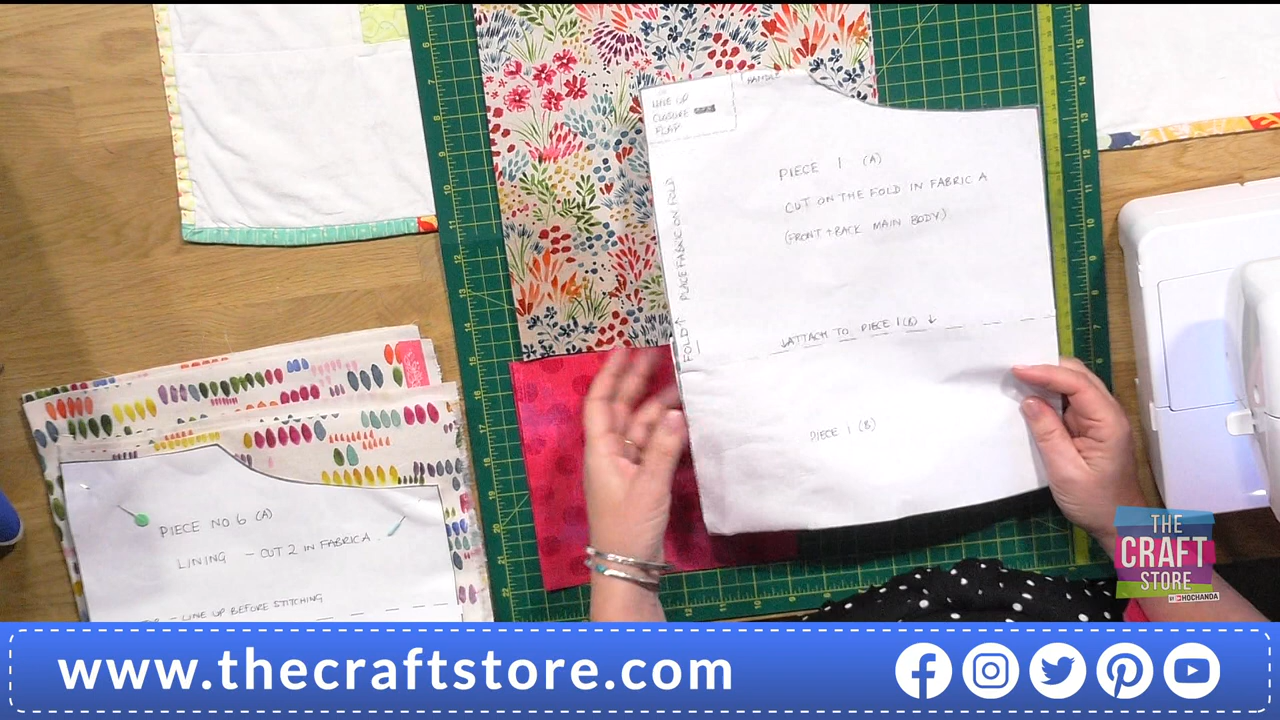 HANDLE
LINE UP
CLOSURE
FLAP
PIECE 1 (A)
CUT ON THE FOLD IN FABRIC A
(FRONT + BACK MAIN BODY)
FOLD ↑ PLACE FABRIC ON FOLD
↓ATTACH TO PIECE 1(B) ↓
PIECE 1 (B)
PIECE NO 6 (A)
LINING - CUT 2 IN FABRIC A.
- LINE UP BEFORE STITCHING
THE
CRAFT
STORE
BY HOCHANDA
www.thecraftstore.com